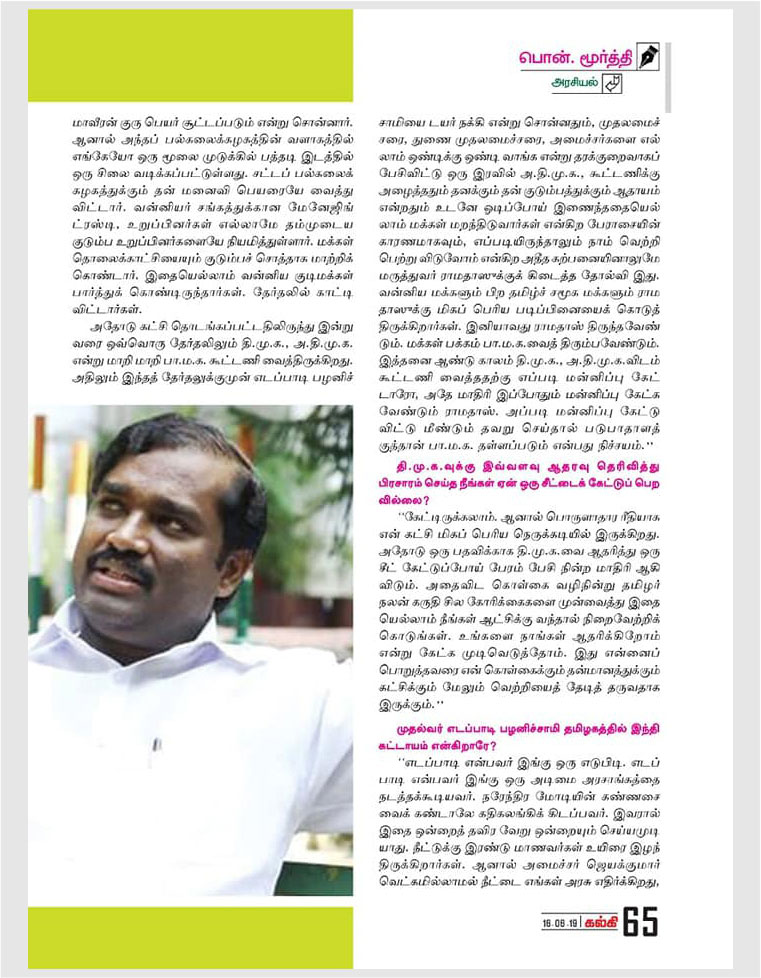 பொன். மூர்த்தி
அரசியல்
மாவீரன் குரு பெயர் சூட்டப்படும் என்று சொன்னார்.
ஆனால் அந்தப் பல்கலைக்கழகத்தின் வளாகத்தில்
எங்கேயோ ஒரு மூலை முடுக்கில் பத்தடி இடத்தில்
ஒரு சிலை வடிக்கப்பட்டுள்ளது. சட்டப் பல்கலைக்
கழகத்துக்கும் தன் மனைவி பெயரையே வைத்து
விட்டார். வன்னியர் சங்கத்துக்கான மேனேஜிங்
ட்ரஸ்டி, உறுப்பினர்கள் எல்லாமே தம்முடைய
குடும்ப உறுப்பினர்களையே நியமித்துள்ளார். மக்கள்
தொலைக்காட்சியையும் குடும்பச் சொத்தாக மாற்றிக்
கொண்டார். இதையெல்லாம் வன்னிய குடிமக்கள்
பார்த்துக் கொண்டிருந்தார்கள். தேர்தலில் காட்டி
விட்டார்கள்.
அதோடு கட்சி தொடங்கப்பட்டதிலிருந்து இன்று
வரை ஒவ்வொரு தேர்தலிலும் தி.மு.க., அ.தி.மு.க
என்று மாறி மாறி பா.ம.க. கூட்டணி வைத்திருக்கிறது.
அதிலும் இந்தத் தேர்தலுக்குமுன் எடப்பாடி பழனிச்
சாமியை டயர் நக்கி என்று சொன்னதும், முதலமைச்
சரை, துணை முதலமைச்சரை, அமைச்சர்களை எல்
லாம் ஒண்டிக்கு ஒண்டி வாங்க என்று தரக்குறைவாகப்
பேசிவிட்டு ஒரு இரவில் அ.தி.மு.க., கூட்டணிக்கு
அழைத்ததும் தனக்கும் தன் குடும்பத்துக்கும் ஆதாயம்
என்றதும் உடனே ஓடிப்போய் இணைந்ததையெல்
லாம் மக்கள் மறந்திடுவார்கள் என்கிற பேராசையின்
காரணமாகவும், எப்படியிருந்தாலும் நாம் வெற்றி
பெற்று விடுவோம் என்கிற அதீத கற்பனையினாலுமே
மருத்துவர் ராமதாஸுக்குக் கிடைத்த தோல்வி இது.
வன்னிய மக்களும் பிற தமிழ்ச் சமூக மக்களும் ராம
தாஸுக்கு மிகப் பெரிய படிப்பினையைக் கொடுத்
திருக்கிறார்கள். இனியாவது ராமதாஸ் திருந்தவேண்
டும். மக்கள் பக்கம் பா.ம.க.வைத் திரும்பவேண்டும்.
இத்தனை ஆண்டு காலம் தி.மு.க., அ.தி.மு.க.விடம்
கூட்டணி வைத்ததற்கு எப்படி மன்னிப்பு கேட்
டாரோ, அதே மாதிரி இப்போதும் மன்னிப்பு கேட்க
வேண்டும் ராமதாஸ். அப்படி மன்னிப்பு கேட்டு
விட்டு மீண்டும் தவறு செய்தால் படுபாதாளத்
துக்குத்தான் பா.ம.க. தள்ளப்படும் என்பது நிச்சயம்.''
தி.மு.க.வுக்கு இவ்வளவு ஆதரவு தெரிவித்து
பிரசாரம் செய்த நீங்கள் ஏன் ஒரு சீட்டைக் கேட்டுப் பெற
வில்லை?
''கேட்டிருக்கலாம். ஆனால் பொருளாதார ரீதியாக
என் கட்சி மிகப் பெரிய நெருக்கடியில் இருக்கிறது.
அதோடு ஒரு பதவிக்காக தி.மு.க.வை ஆதரித்து ஒரு
சீட் கேட்டுப்போய் பேரம் பேசி நின்ற மாதிரி ஆகி
விடும். அதைவிட கொள்கை வழிநின்று தமிழர்
நலன் கருதி சில கோரிக்கைகளை முன்வைத்து இதை
யெல்லாம் நீங்கள் ஆட்சிக்கு வந்தால் நிறைவேற்றிக்
கொடுங்கள். உங்களை நாங்கள் ஆதரிக்கிறோம்
என்று கேட்க முடிவெடுத்தோம். இது என்னைப்
பொறுத்தவரை என் கொள்கைக்கும் தன்மானத்துக்கும்
கட்சிக்கும் மேலும் வெற்றியைத் தேடித் தருவதாக
இருக்கும்.''
முதல்வர் எடப்பாடி பழனிச்சாமி தமிழகத்தில் இந்தி
கட்டாயம் என்கிறாரே?
''எடப்பாடி என்பவர் இங்கு ஒரு எடுபிடி. எடப்
பாடி என்பவர் இங்கு ஒரு அடிமை அரசாங்கத்தை
நடத்தக்கூடியவர். நரேந்திர மோடியின் கண்ணசை
வைக் கண்டாலே கதிகலங்கிக் கிடப்பவர். இவரால்
இதை ஒன்றைத் தவிர வேறு ஒன்றையும் செய்யமுடி
யாது. நீட்டுக்கு இரண்டு மாணவர்கள் உயிரை இழந்
திருக்கிறார்கள். ஆனால் அமைச்சர் ஜெயக்குமார்
வெட்கமில்லாமல் நீட்டை எங்கள் அரசு எதிர்க்கிறது,
16-06-19 கல்கி 65